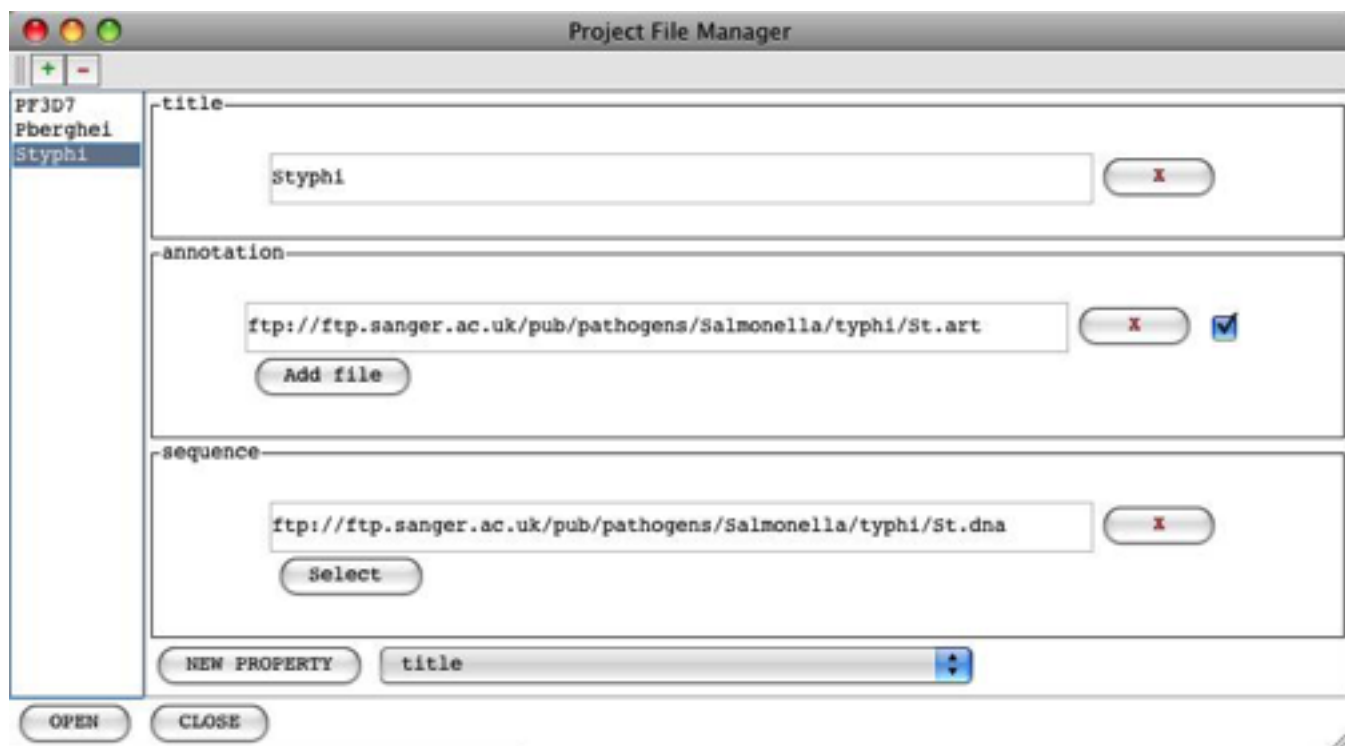 Project File Manager
+ -
PF3D7
Pberghei
Styphi
title
Styphi
X
annotation
ftp://ftp.sanger.ac.uk/pub/pathogens/Salmonella/typhi/St.art
X
Add file
sequence
ftp://ftp.sanger.ac.uk/pub/pathogens/Salmonella/typhi/St.dna
X
Select
NEW PROPERTY title
OPEN CLOSE